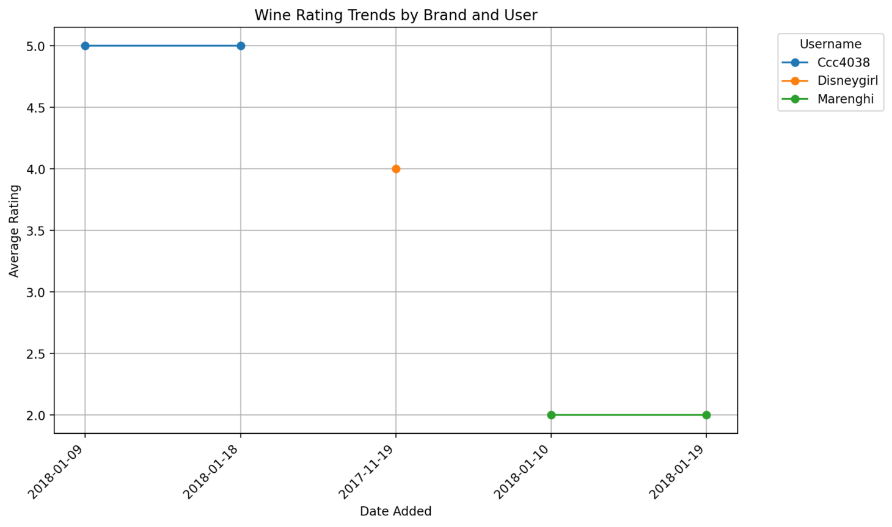 Wine Rating Trends by Brand and User
Username
Ccc4038
Disneygirl
Marenghi
Average Rating
5.0
4.5
4.0
3.5
3.0
2.5
2.0
2018-01-09
2018-01-18
2017-11-19
2018-01-10
2018-01-19
Date Added